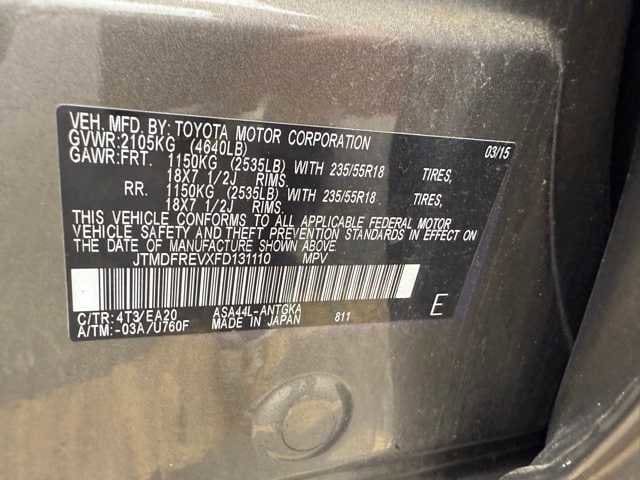 VEH. MFD. BY: TOYOTA MOTOR CORPORATION
GVWR:2105KG (4640LB) 03/15
GAWR:FRT. 1150KG (2535LB) WITH 235/55R18 TIRES,
18X7 1/2J RIMS.
RR. 1150KG (2535LB) WITH 235/55R18 TIRES,
18X7 1/2J RIMS.
THIS VEHICLE CONFORMS TO ALL APPLICABLE FEDERAL MOTOR
VEHICLE SAFETY AND THEFT PREVENTION STANDARDS IN EFFECT ON
THE DATE OF MANUFACTURE SHOWN ABOVE.
JTMDFREVXFD131110 MPV
C/TR: 4T3/EA20 ASA44L-ANTGKA
A/TM: -03A/U760F MADE IN JAPAN 811 E